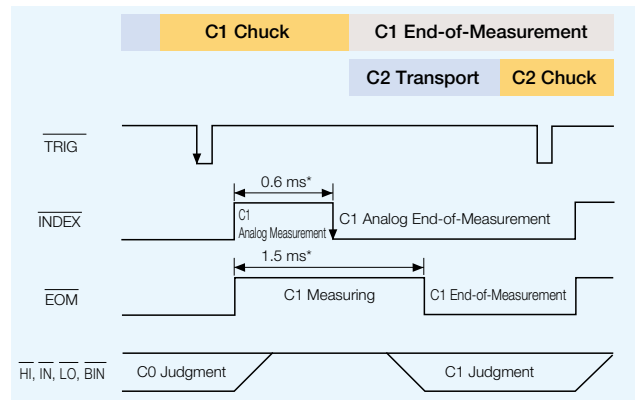 C1 Chuck C1 End-of-Measurement
C2 Transport C2 Chuck
TRIG
0.6 ms*
INDEX
C1
Analog Measurement
C1 Analog End-of-Measurement
1.5 ms*
EOM
C1 Measuring
C1 End-of-Measurement
HI, IN, LO, BIN
C0 Judgment
C1 Judgment